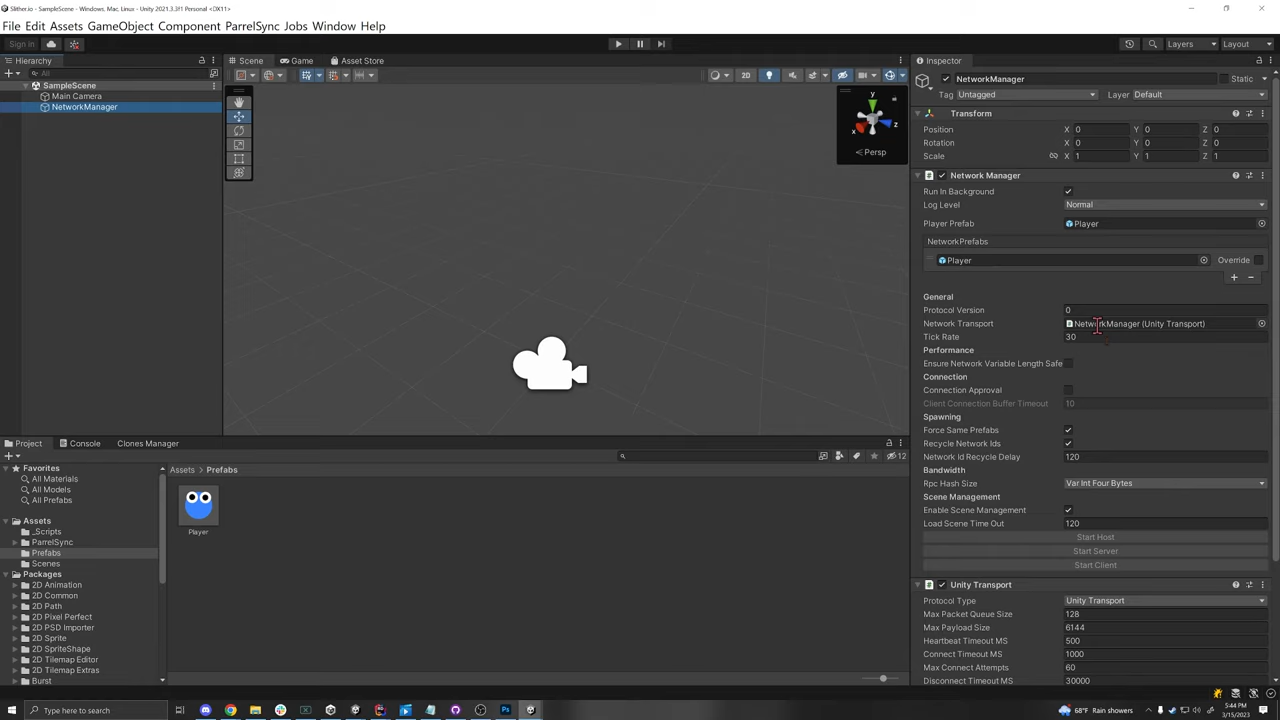 Slither.io - SampleScene - Windows, Mac, Linux - Unity 2021.3.3f1 Personal <DX11>
File Edit Assets GameObject Component ParrelSync Jobs Window Help
Sign in
Layers
Layout
Hierarchy
All
SampleScene
Main Camera
NetworkManager
Scene
Game
Asset Store
2D
y
x
z
Persp
Inspector
NetworkManager
Static
Tag Untagged
Layer Default
Transform
Position X 0 Y 0 Z 0
Rotation X 0 Y 0 Z 0
Scale X 1 Y 1 Z 1
Network Manager
Run In Background
Log Level Normal
Player Prefab Player
NetworkPrefabs
Player Override
General
Protocol Version 0
Network Transport NetworkManager (Unity Transport)
Tick Rate 30
Performance
Ensure Network Variable Length Safe
Connection
Connection Approval
Client Connection Buffer Timeout 10
Spawning
Force Same Prefabs
Recycle Network Ids
Network Id Recycle Delay 120
Bandwidth
Rpc Hash Size Var Int Four Bytes
Scene Management
Enable Scene Management
Load Scene Time Out 120
Start Host
Start Server
Start Client
Unity Transport
Protocol Type Unity Transport
Max Packet Queue Size 128
Max Payload Size 6144
Heartbeat Timeout MS 500
Connect Timeout MS 1000
Max Connect Attempts 60
Disconnect Timeout MS 30000
Project
Console
Clones Manager
12
Favorites
All Materials
All Models
All Prefabs
Assets
_Scripts
ParrelSync
Prefabs
Scenes
Packages
2D Animation
2D Common
2D Path
2D Pixel Perfect
2D PSD Importer
2D Sprite
2D SpriteShape
2D Tilemap Editor
2D Tilemap Extras
Burst
Assets > Prefabs
Player
Type here to search
68°F Rain showers
5:44 PM
3/15/2023